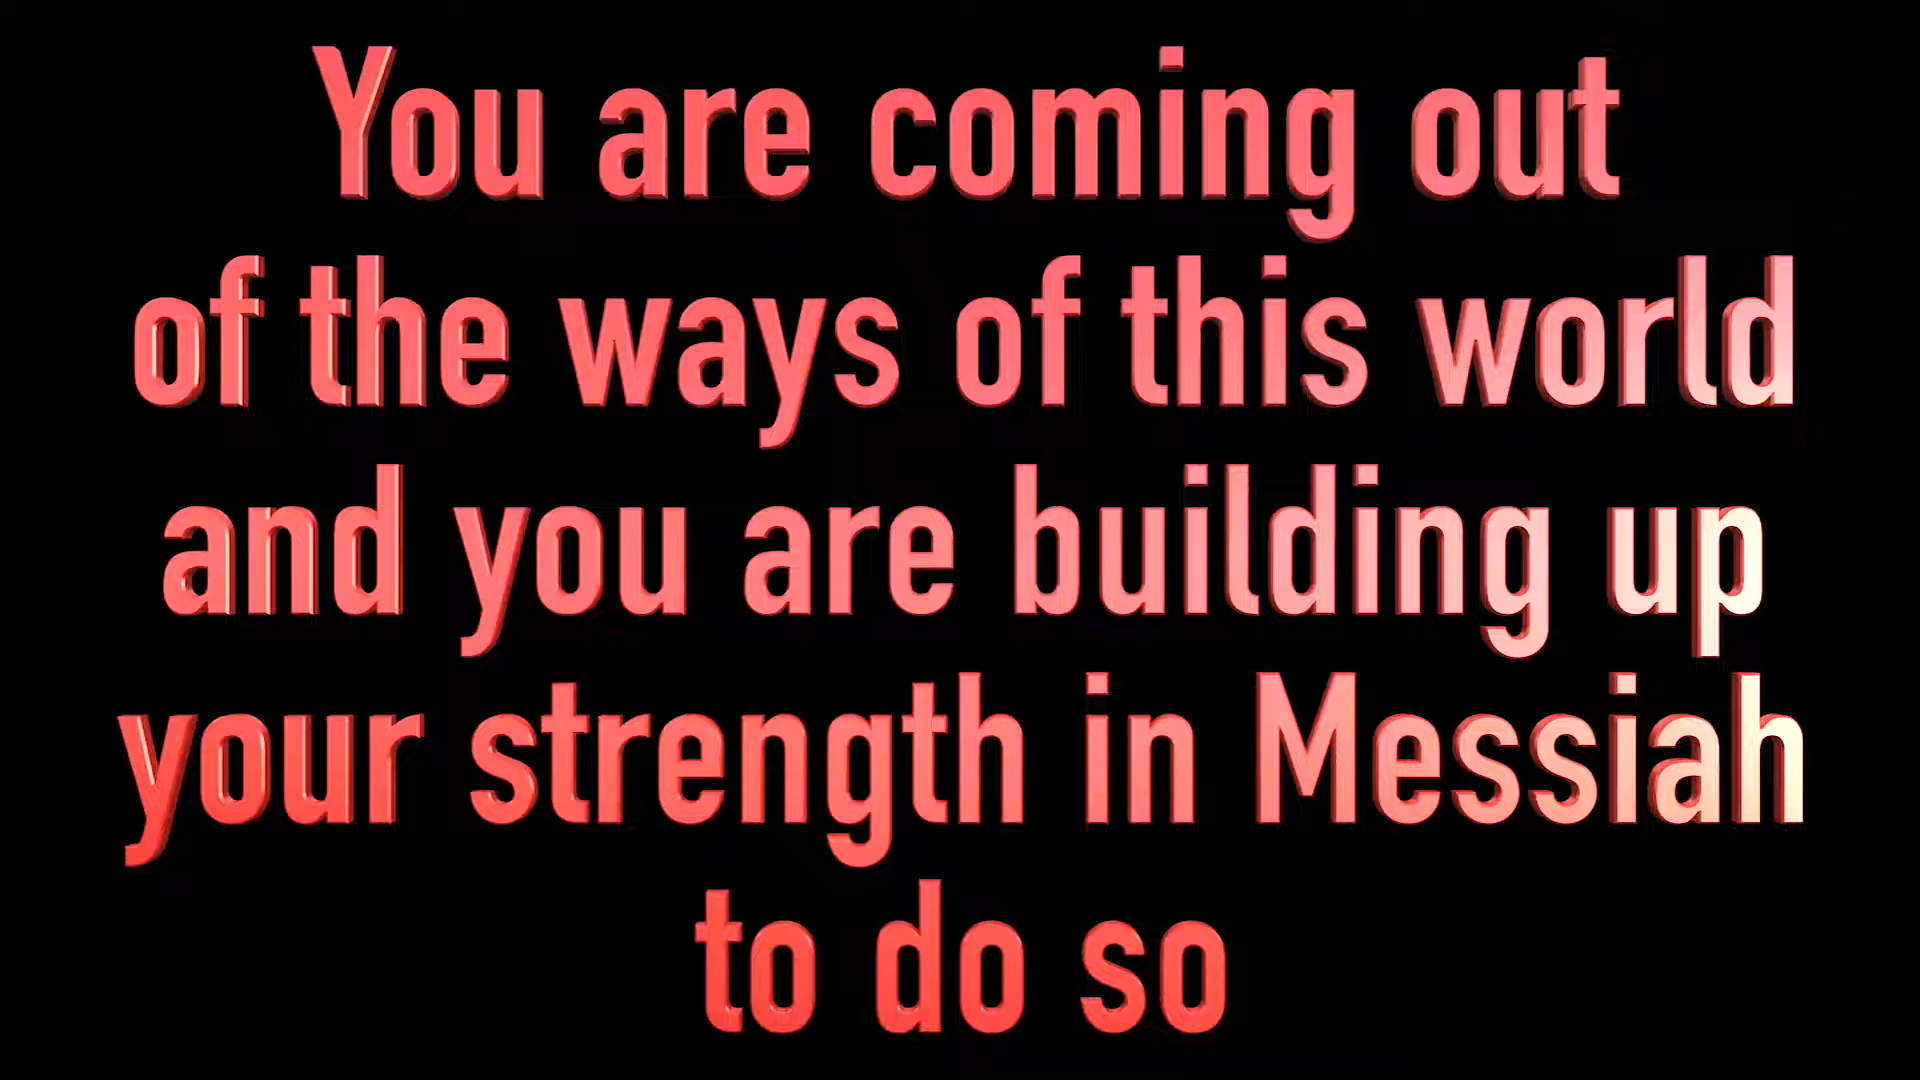 You are coming out
of the ways of this world
and you are building up
your strength in Messiah
to do so